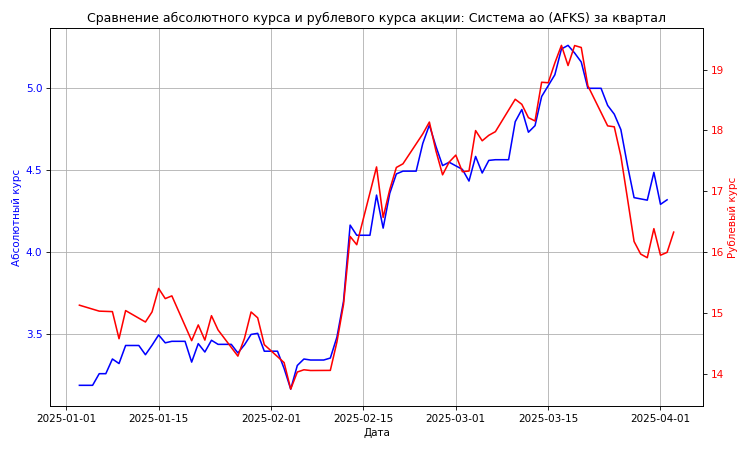 Сравнение абсолютного курса и рублевого курса акции: Система ао (AFKS) за квартал
Абсолютный курс
5.0
4.5
4.0
3.5
19
18
17
16
15
14
Рублевый курс
2025-01-01 2025-01-15 2025-02-01 2025-02-15 2025-03-01 2025-03-15 2025-04-01
Дата